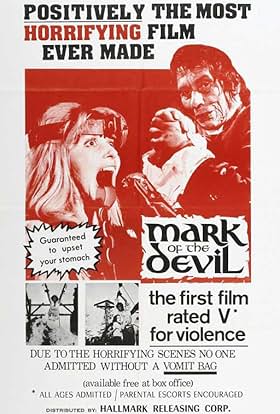 POSITIVELY THE MOST
HORRIFYING FILM
EVER MADE
Guaranteed
to upset
your stomach
MARK
OF THE
DEVIL
the first film
rated V*
for violence
DUE TO THE HORRIFYING SCENES NO ONE
ADMITTED WITHOUT A VOMIT BAG
(available free at box office)
* ALL AGES ADMITTED / PARENTAL ESCORTS ENCOURAGED
DISTRIBUTED BY: HALLMARK RELEASING CORP.